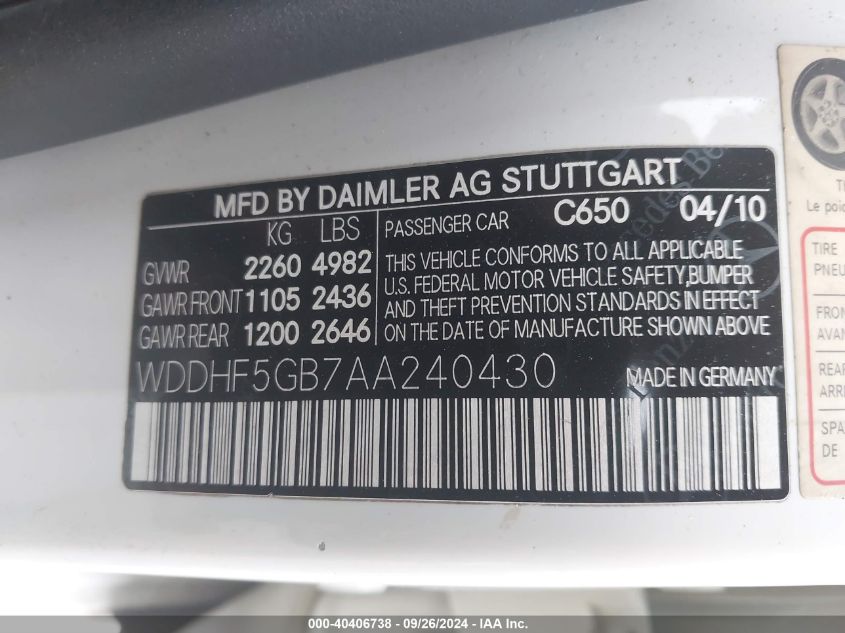 MFD BY DAIMLER AG STUTTGART
KG LBS
GVWR 2260 4982
GAWR FRONT 1105 2436
GAWR REAR 1200 2646
PASSENGER CAR C650 04/10
THIS VEHICLE CONFORMS TO ALL APPLICABLE
U.S. FEDERAL MOTOR VEHICLE SAFETY,BUMPER
AND THEFT PREVENTION STANDARDS IN EFFECT
ON THE DATE OF MANUFACTURE SHOWN ABOVE
WDDHF5GB7AA240430 MADE IN GERMANY
Le poi
TIRE
PNEU
FRON
AVAN
REAR
ARRI
SPA
DE
000-40406738 - 09/26/2024 - IAA Inc.